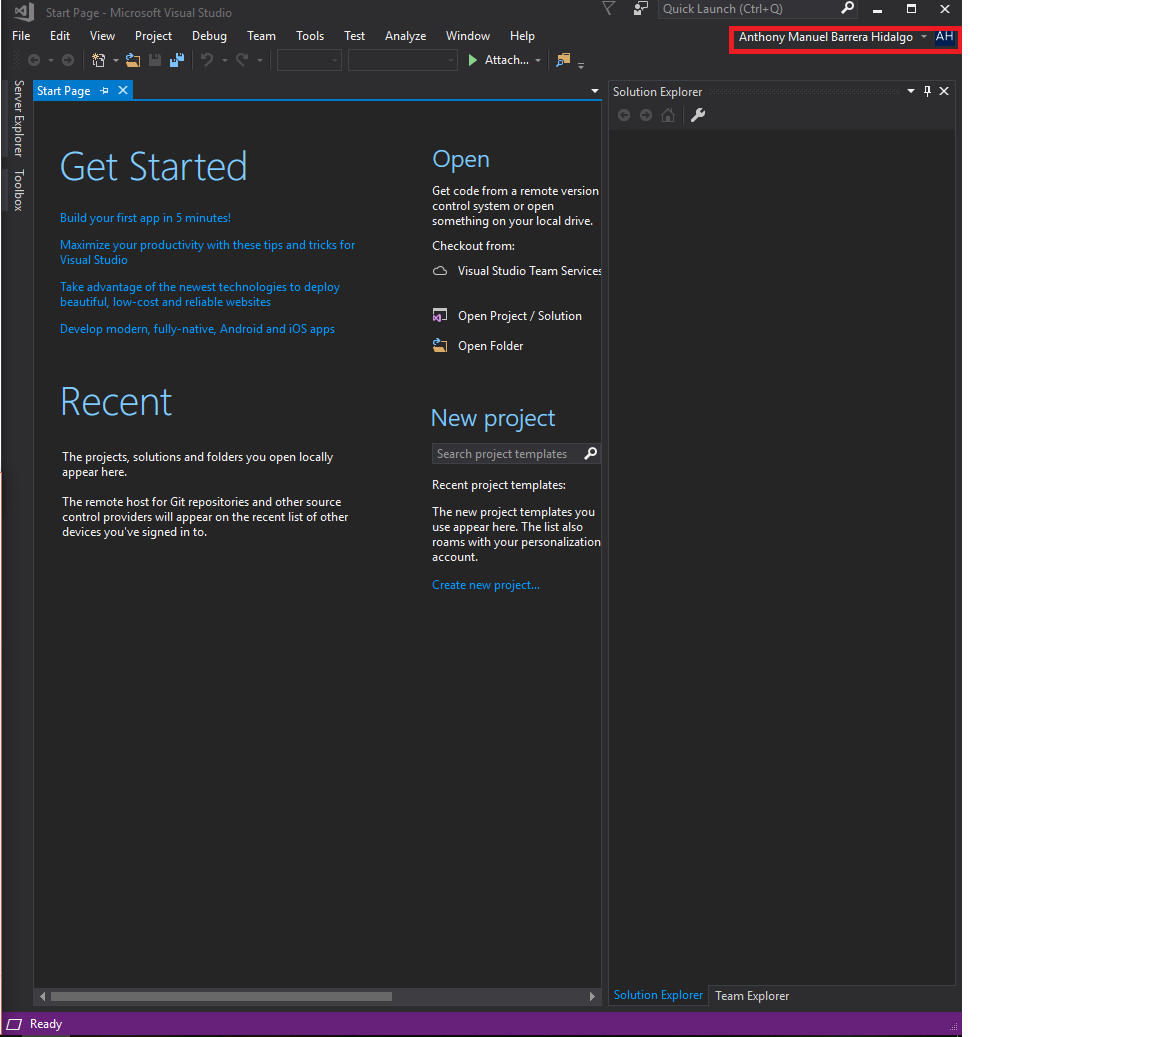 Start Page - Microsoft Visual Studio
Quick Launch (Ctrl+Q)
File Edit View Project Debug Team Tools Test Analyze Window Help
Anthony Manuel Barrera Hidalgo AH
Attach...
Server Explorer
Toolbox
Start Page
Get Started
Build your first app in 5 minutes!
Maximize your productivity with these tips and tricks for
Visual Studio
Take advantage of the newest technologies to deploy
beautiful, low-cost and reliable websites
Develop modern, fully-native, Android and iOS apps
Recent
The projects, solutions and folders you open locally
appear here.
The remote host for Git repositories and other source
control providers will appear on the recent list of other
devices you've signed in to.
Open
Get code from a remote version
control system or open
something on your local drive.
Checkout from:
Visual Studio Team Services
Open Project / Solution
Open Folder
New project
Search project templates
Recent project templates:
The new project templates you
use appear here. The list also
roams with your personalization
account.
Create new project...
Solution Explorer
Solution Explorer Team Explorer
Ready